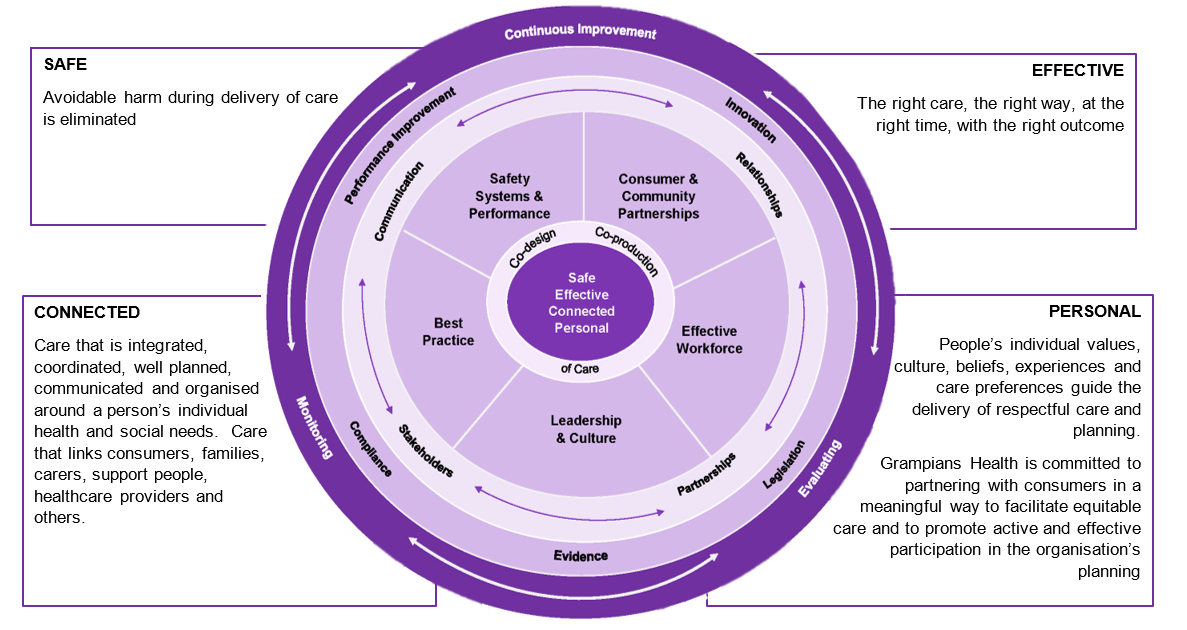 Continuous Improvement
SAFE
Avoidable harm during delivery of care
is eliminated
EFFECTIVE
The right care, the right way, at the
right time, with the right outcome
Performance Improvement
Innovation
Communication
Relationships
Safety
Systems &
Performance
Consumer &
Community
Partnerships
Co-design
Co-production
of Care
Safe
Effective
Connected
Personal
Best
Practice
Effective
Workforce
Leadership
& Culture
Stakeholders
Partnerships
Compliance
Legislation
Evidence
Monitoring
Evaluating
CONNECTED
Care that is integrated,
coordinated, well planned,
communicated and organised
around a person’s individual
health and social needs. Care
that links consumers, families,
carers, support people,
healthcare providers and
others.
PERSONAL
People’s individual values,
culture, beliefs, experiences and
care preferences guide the
delivery of respectful care and
planning.
Grampians Health is committed to
partnering with consumers in a
meaningful way to facilitate equitable
care and to promote active and effective
participation in the organisation’s
planning